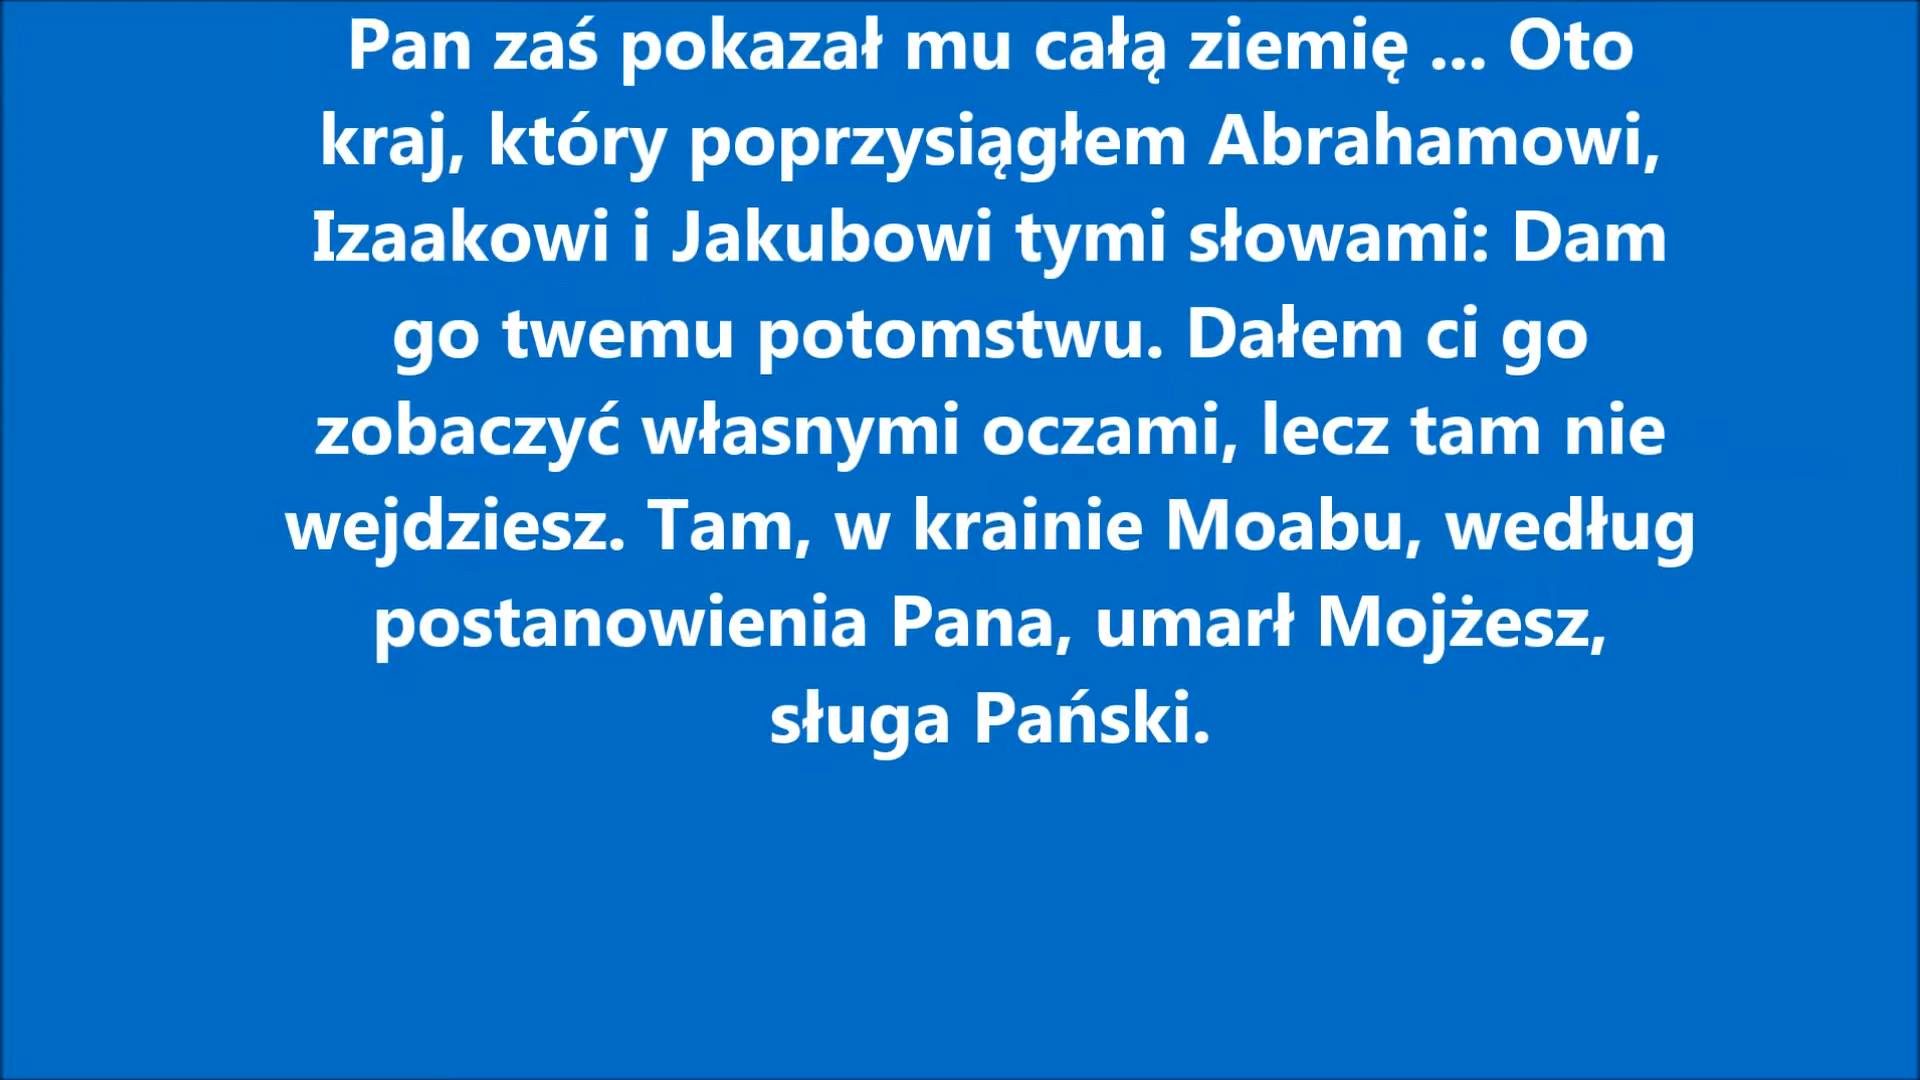 Pan zaś pokazał mu całą ziemię ... Oto
kraj, który poprzysiągłem Abrahamowi,
Izaakowi i Jakubowi tymi słowami: Dam
go twemu potomstwu. Dałem ci go
zobaczyć własnymi oczami, lecz tam nie
wejdziesz. Tam, w krainie Moabu, według
postanowienia Pana, umarł Mojżesz,
sługa Pański.